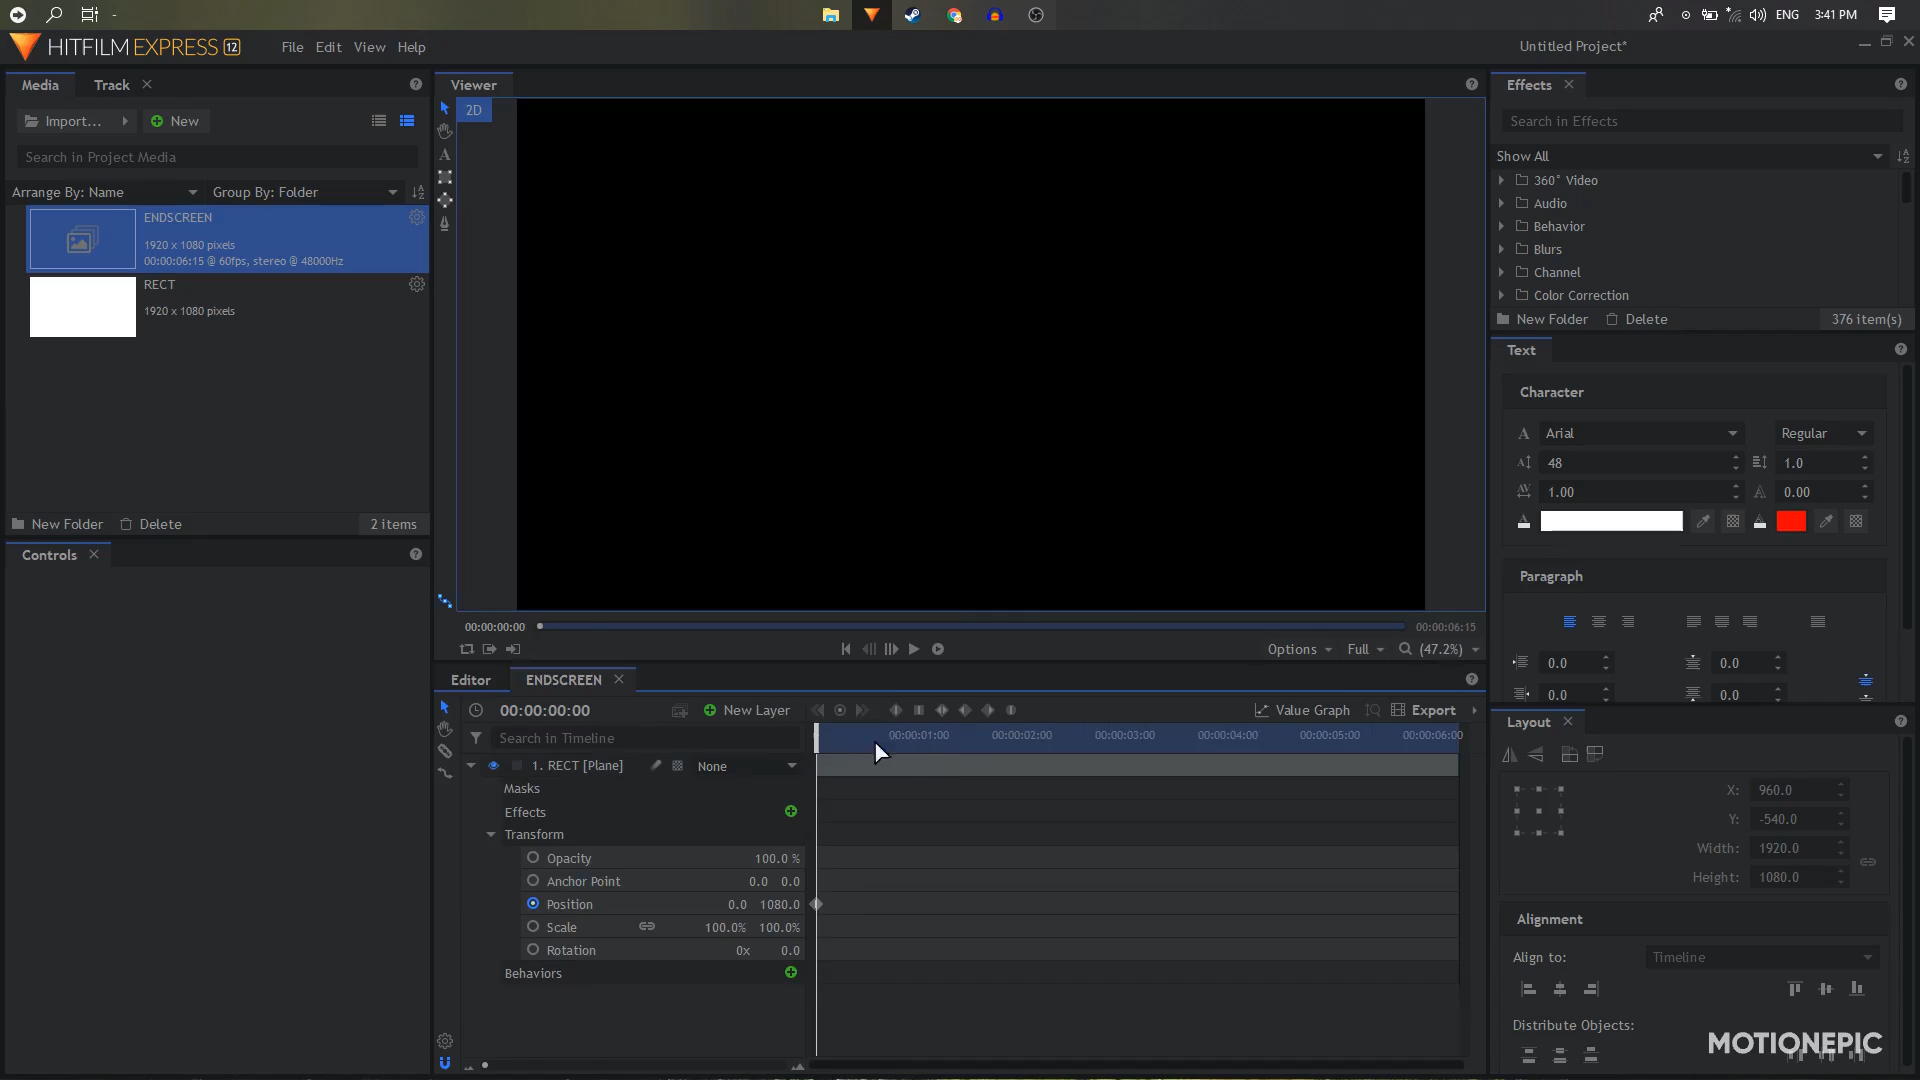 ENG
3:41 PM
HITFILM EXPRESS 12
File Edit View Help
Untitled Project*
Media Track
Import...
New
Search in Project Media
Arrange By: Name
Group By: Folder
ENDSCREEN
1920 x 1080 pixels
00:00:06:15 @ 60fps, stereo @ 48000Hz
RECT
1920 x 1080 pixels
New Folder
Delete
2 items
Controls
Viewer
2D
00:00:00:00
00:00:06:15
Options
Full
(47.2%)
Editor
ENDSCREEN
00:00:00:00
New Layer
Value Graph
Export
Search in Timeline
00:00:01:00
00:00:02:00
00:00:03:00
00:00:04:00
00:00:05:00
00:00:06:00
1. RECT [Plane]
None
Masks
Effects
Transform
Opacity 100.0 %
Anchor Point 0.0 0.0
Position 0.0 1080.0
Scale 100.0% 100.0%
Rotation 0x 0.0
Behaviors
Effects
Search in Effects
Show All
360° Video
Audio
Behavior
Blurs
Channel
Color Correction
New Folder
Delete
376 item(s)
Text
Character
Arial
Regular
48
1.0
1.00
0.00
Paragraph
0.0
0.0
0.0
0.0
Layout
X: 960.0
Y: -540.0
Width: 1920.0
Height: 1080.0
Alignment
Align to: Timeline
Distribute Objects:
MOTIONEPIC